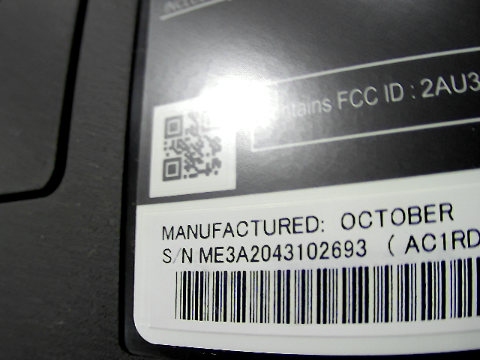 Contains FCC ID : 2AU3
MANUFACTURED: OCTOBER
S/N ME3A2043102693 ( AC1RD